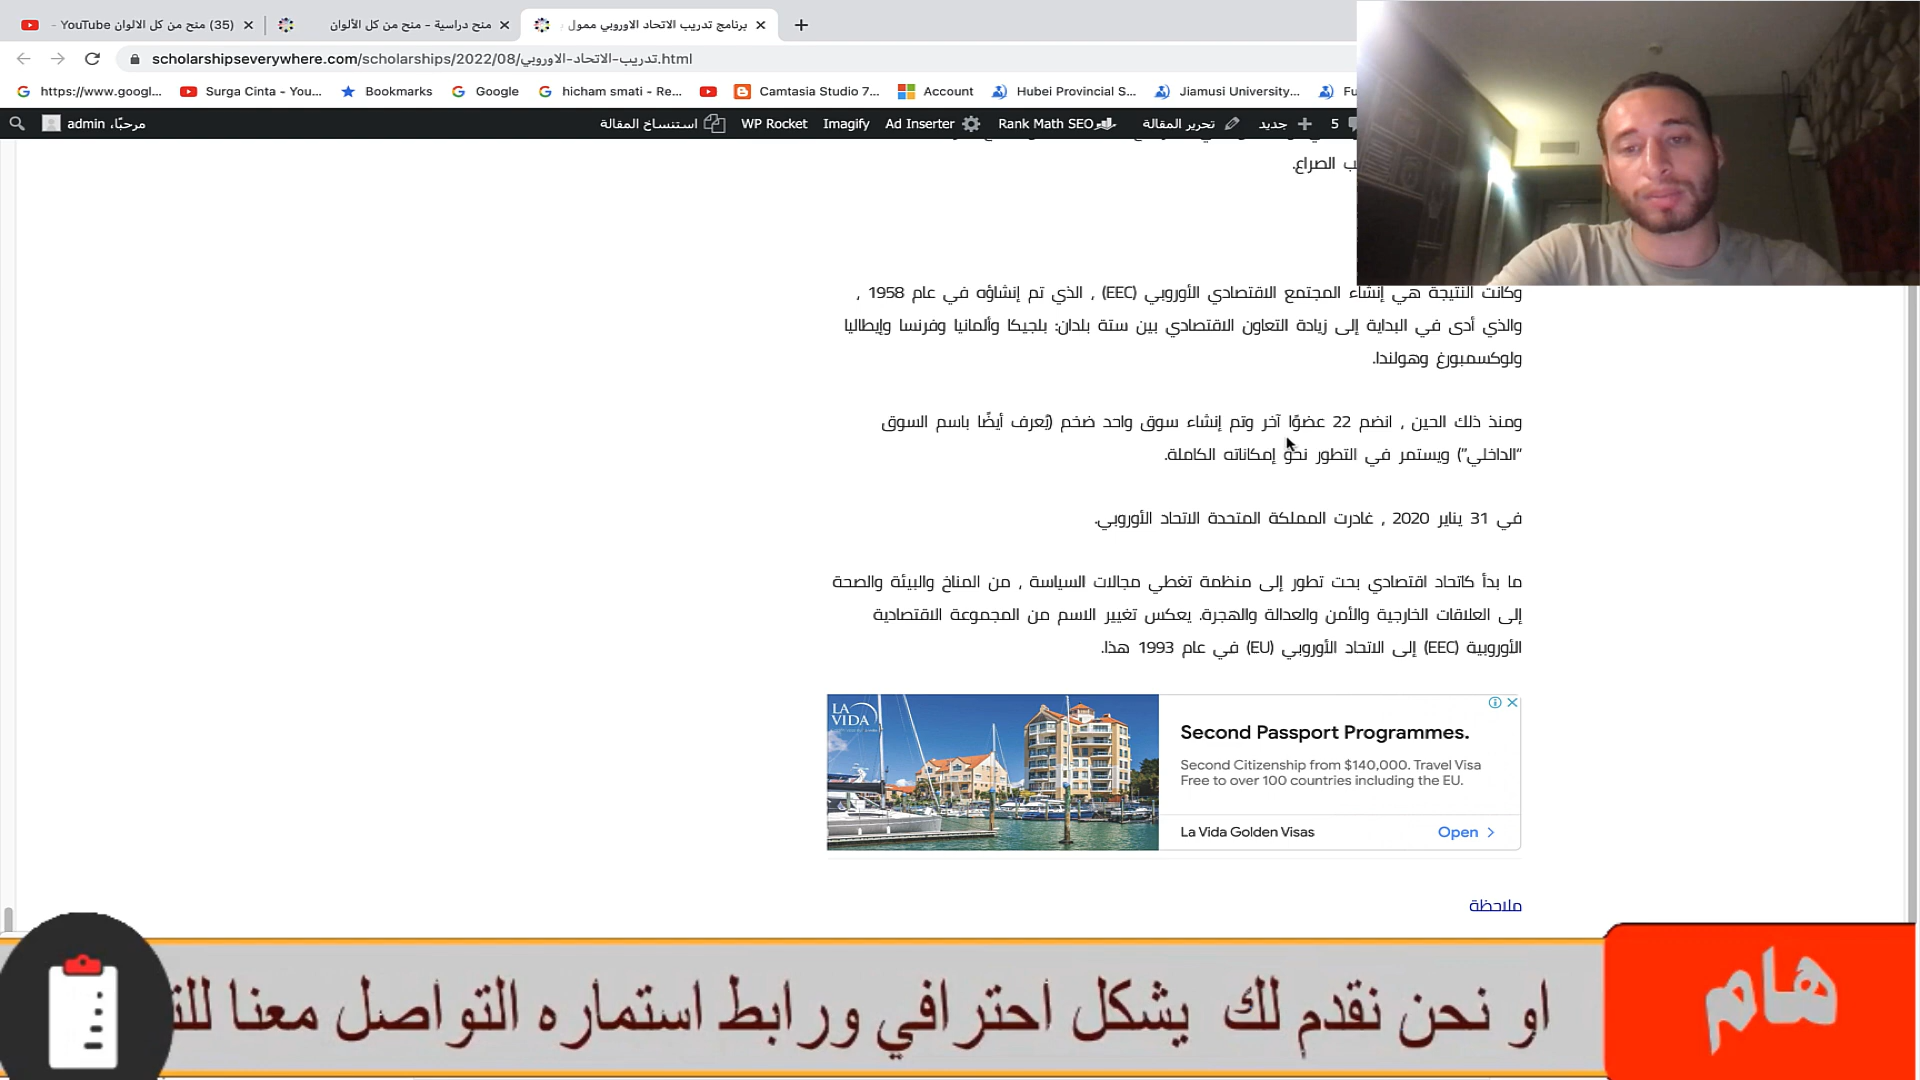 (35) منح من كل الالوان - YouTube
منح دراسية - منح من كل الألوان
برنامج تدريب الاتحاد الاوروبي ممول
scholarshipseverywhere.com/scholarships/2022/08/تدريب-الاتحاد-الاوروبي.html
https://www.googl...
Surga Cinta - You...
Bookmarks
Google
hicham smati - Re...
Camtasia Studio 7...
Account
Hubei Provincial S...
Jiamusi University...
Fu
مرحبًا، admin
استنساخ المقالة
WP Rocket
Imagify
Ad Inserter
Rank Math SEO
تحرير المقالة
جديد
5
ب الصراع.
وكانت النتيجة هي إنشاء المجتمع الاقتصادي الأوروبي (EEC) ، الذي تم إنشاؤه في عام 1958 ،
والذي أدى في البداية إلى زيادة التعاون الاقتصادي بين ستة بلدان: بلجيكا وألمانيا وفرنسا وإيطاليا
ولوكسمبورغ وهولندا.
ومنذ ذلك الحين ، انضم 22 عضوًا آخر وتم إنشاء سوق واحد ضخم (يُعرف أيضًا باسم السوق
"الداخلي") ويستمر في التطور نحو إمكاناته الكاملة.
في 31 يناير 2020 ، غادرت المملكة المتحدة الاتحاد الأوروبي.
ما بدأ كاتحاد اقتصادي بحت تطور إلى منظمة تغطي مجالات السياسة ، من المناخ والبيئة والصحة
إلى العلاقات الخارجية والأمن والعدالة والهجرة. يعكس تغيير الاسم من المجموعة الاقتصادية
الأوروبية (EEC) إلى الاتحاد الأوروبي (EU) في عام 1993 هذا.
LA VIDA
Second Passport Programmes.
Second Citizenship from $140,000. Travel Visa
Free to over 100 countries including the EU.
La Vida Golden Visas
Open
ملاحظة
هام
او نحن نقدم لك يشكل احترافي ورابط استماره التواصل معنا للت